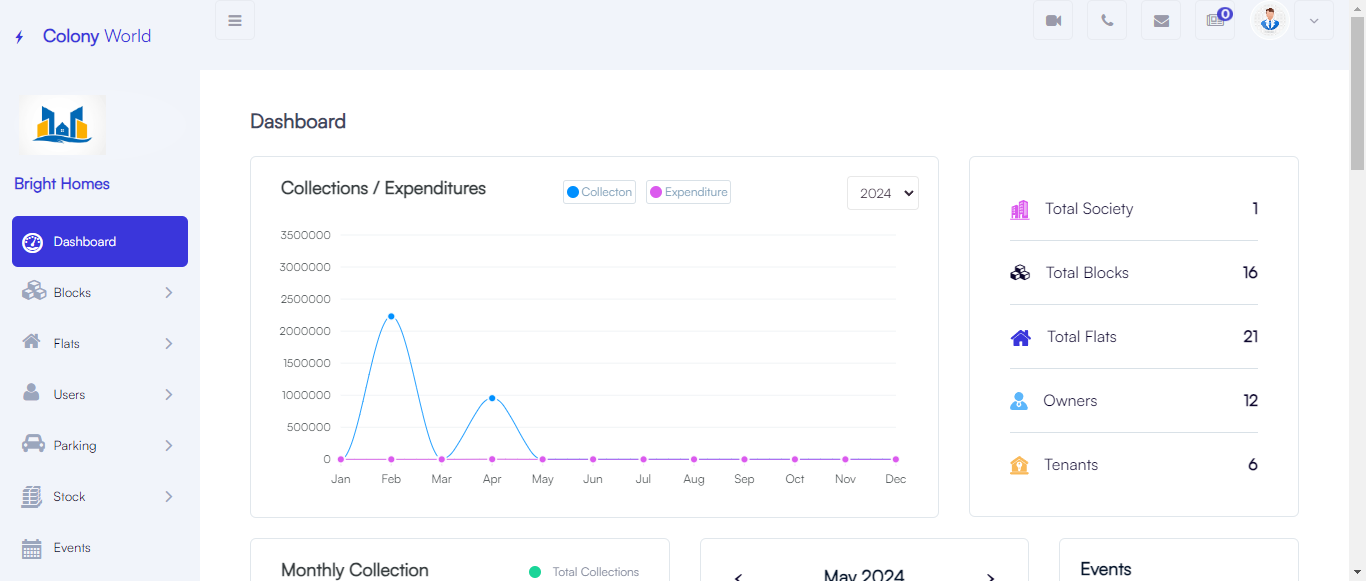 Colony World
0
Bright Homes
Dashboard
Blocks
Flats
Users
Parking
Stock
Events
Dashboard
Collections / Expenditures
Collecton
Expenditure
2024
3500000
3000000
2500000
2000000
1500000
1000000
500000
0
Jan Feb Mar Apr May Jun Jul Aug Sep Oct Nov Dec
Total Society 1
Total Blocks 16
Total Flats 21
Owners 12
Tenants 6
Monthly Collection
Total Collections
May 2024
Events